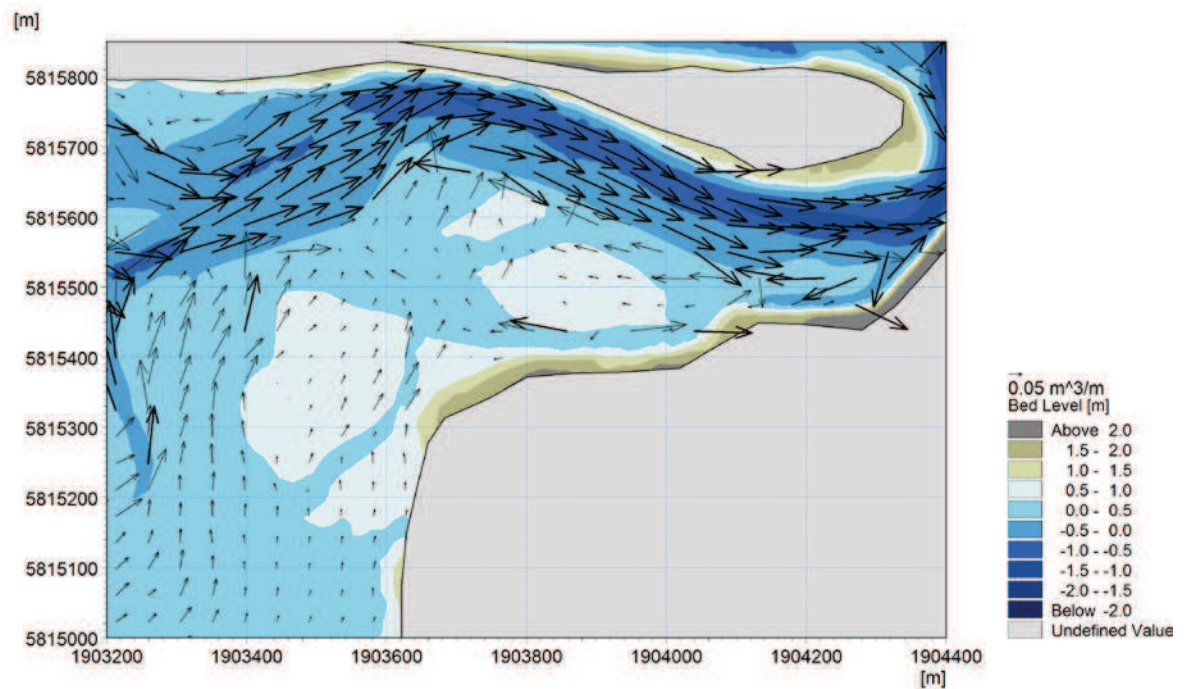 [m]
5815800
5815700
5815600
5815500
5815400
5815300
5815200
5815100
5815000
1903200 1903400 1903600 1903800 1904000 1904200 1904400
[m]
0.05 m^3/m
Bed Level [m]
Above 2.0
1.5 - 2.0
1.0 - 1.5
0.5 - 1.0
0.0 - 0.5
-0.5 - 0.0
-1.0 - -0.5
-1.5 - -1.0
-2.0 - -1.5
Below -2.0
Undefined Value